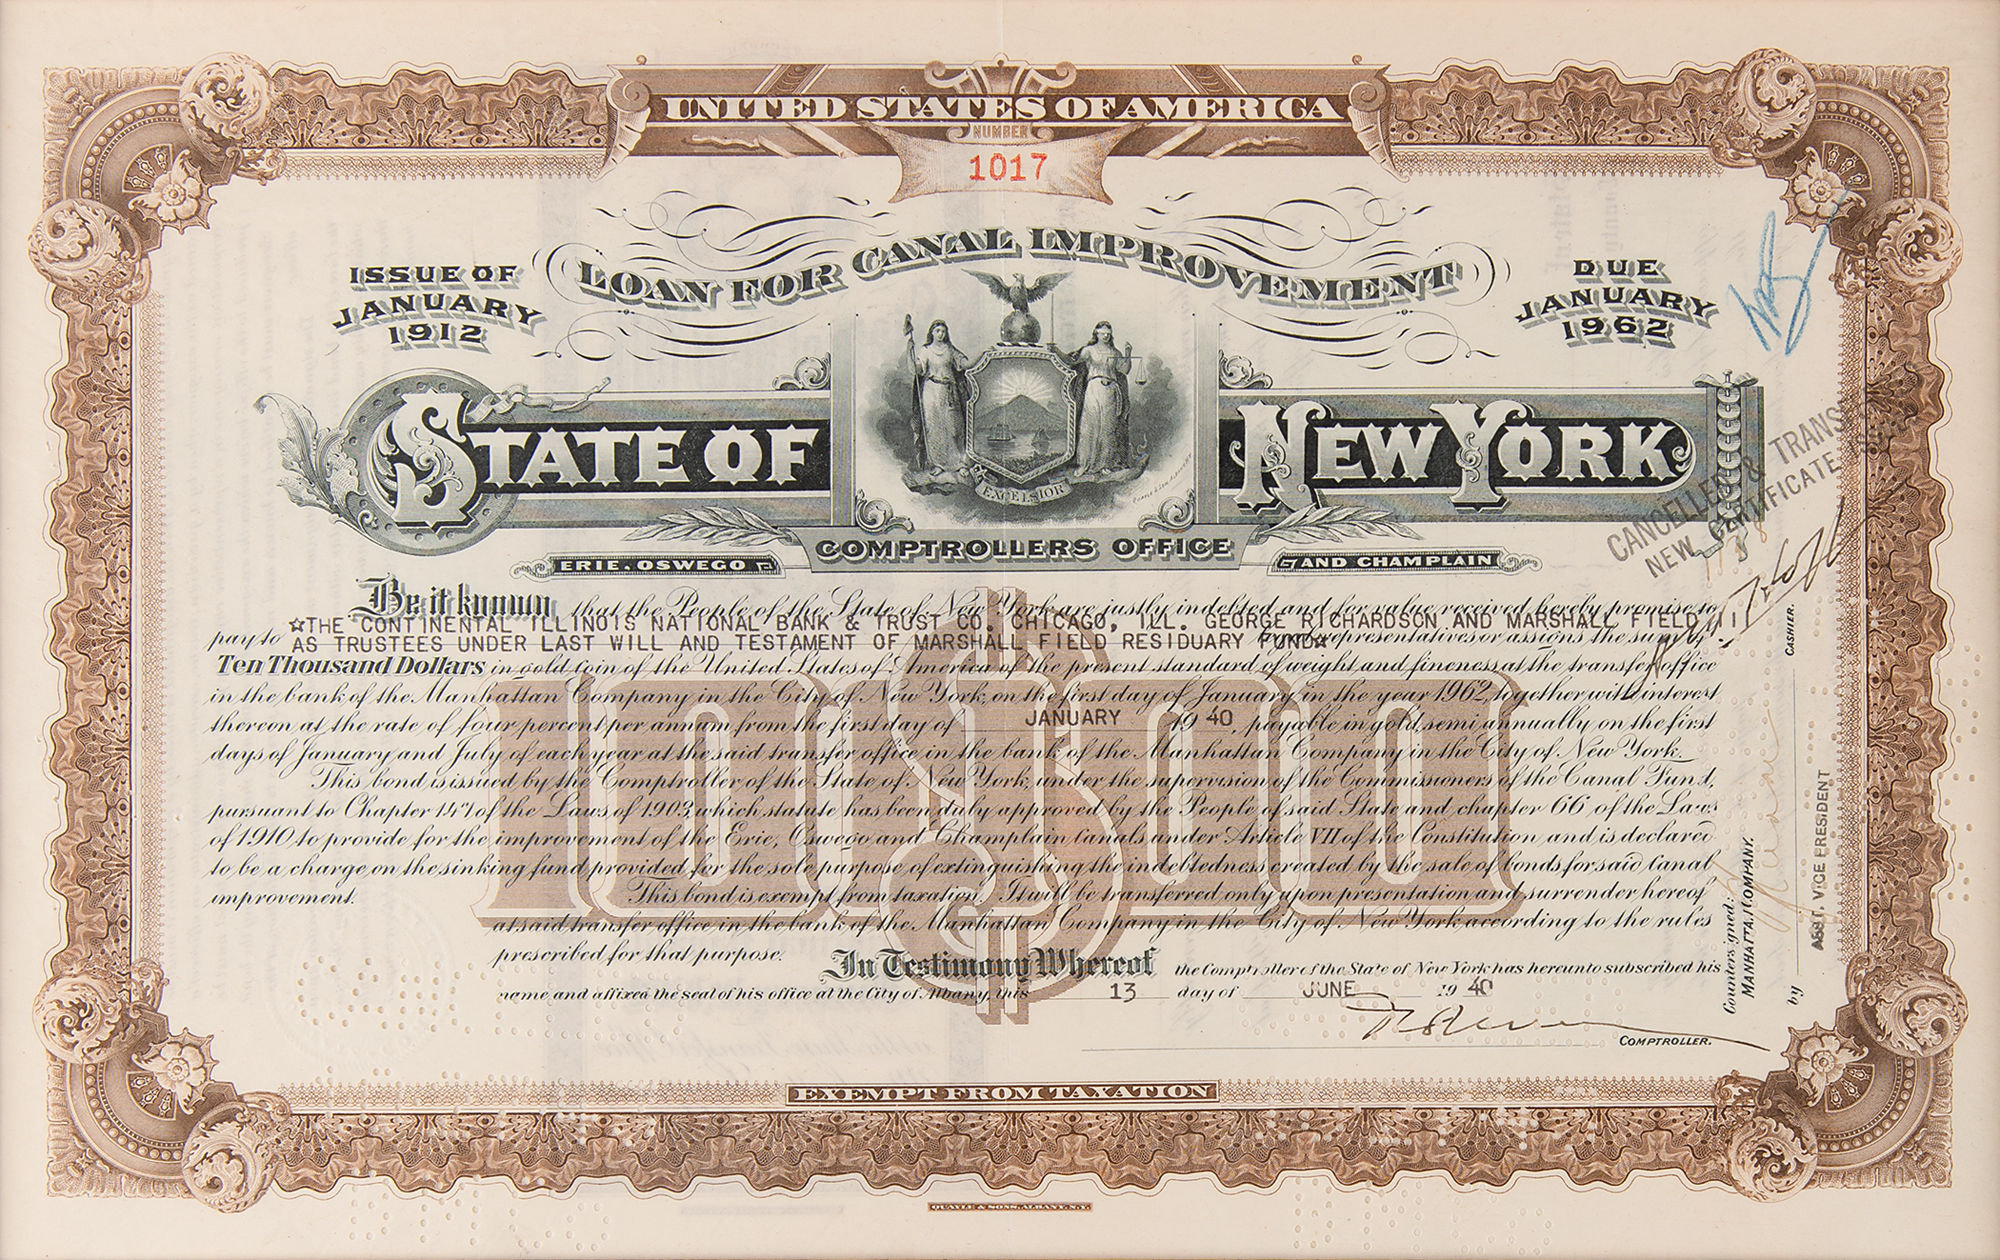 UNITED STATES OF AMERICA
NUMBER
1017
LOAN FOR CANAL IMPROVEMENT
ISSUE OF
JANUARY
1912
DUE
JANUARY
1962
STATE OF NEW YORK
EXCELSIOR
COMPTROLLERS OFFICE
ERIE, OSWEGO AND CHAMPLAIN
CANCELLED & TRANS
NEW CERTIFICATE
Be it known that the People of the State of New York are justly indebted and for value received hereby promise to
pay to ☆THE CONTINENTAL ILLINOIS NATIONAL BANK & TRUST CO. CHICAGO, ILL. GEORGE RICHARDSON AND MARSHALL FIELD III
AS TRUSTEES UNDER LAST WILL AND TESTAMENT OF MARSHALL FIELD RESIDUARY FUND☆ representatives or assigns the sum of
Ten Thousand Dollars in gold coin of the United States of America of the present standard of weight and fineness, at the transfer office
in the bank of the Manhattan Company in the City of New York, on the first day of January, in the year 1962, together with interest
thereon at the rate of four percent per annum from the first day of JANUARY 1940, payable in gold, semi annually on the first
days of January and July of each year at the said transfer office in the bank of the Manhattan Company in the City of New York.
This bond is issued by the Comptroller of the State of New York, under the supervision of the Commissioners of the Canal Fund,
pursuant to Chapter 147 of the Laws of 1903, which statute has been duly approved by the People of said State and chapter 66 of the Laws
of 1910, to provide for the improvement of the Erie, Oswego and Champlain Canals under Article VII of the Constitution and is declared
to be a charge on the sinking fund provided for the sole purpose of extinguishing the indebtedness created by the sale of bonds for said Canal
improvement. This bond is exempt from taxation. It will be transferred only upon presentation and surrender hereof
at said transfer office in the bank of the Manhattan Company in the City of New York according to the rules
prescribed for that purpose. In Testimony Whereof the Comptroller of the State of New York has hereunto subscribed his
name and affixed the seal of his office at the City of Albany, this 13 day of JUNE 1940
COMPTROLLER.
Countersigned:
MANHATTAN COMPANY.
by
ASST. VICE PRESIDENT
CASHIER.
EXEMPT FROM TAXATION
QUAYLE & SONS, ALBANY, N.Y.